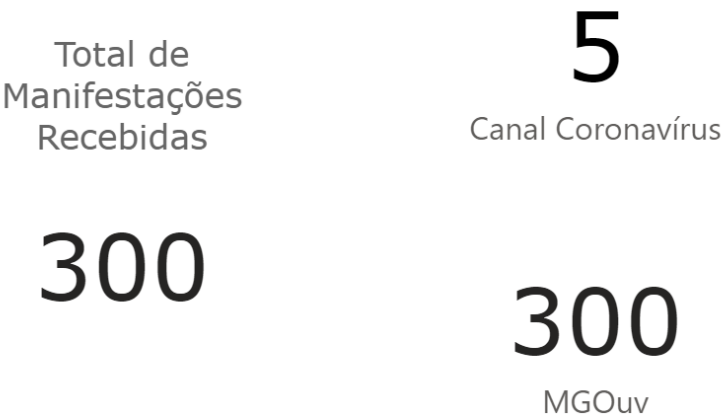 Total de
Manifestações
Recebidas
300
5
Canal Coronavírus
300
MGOuv